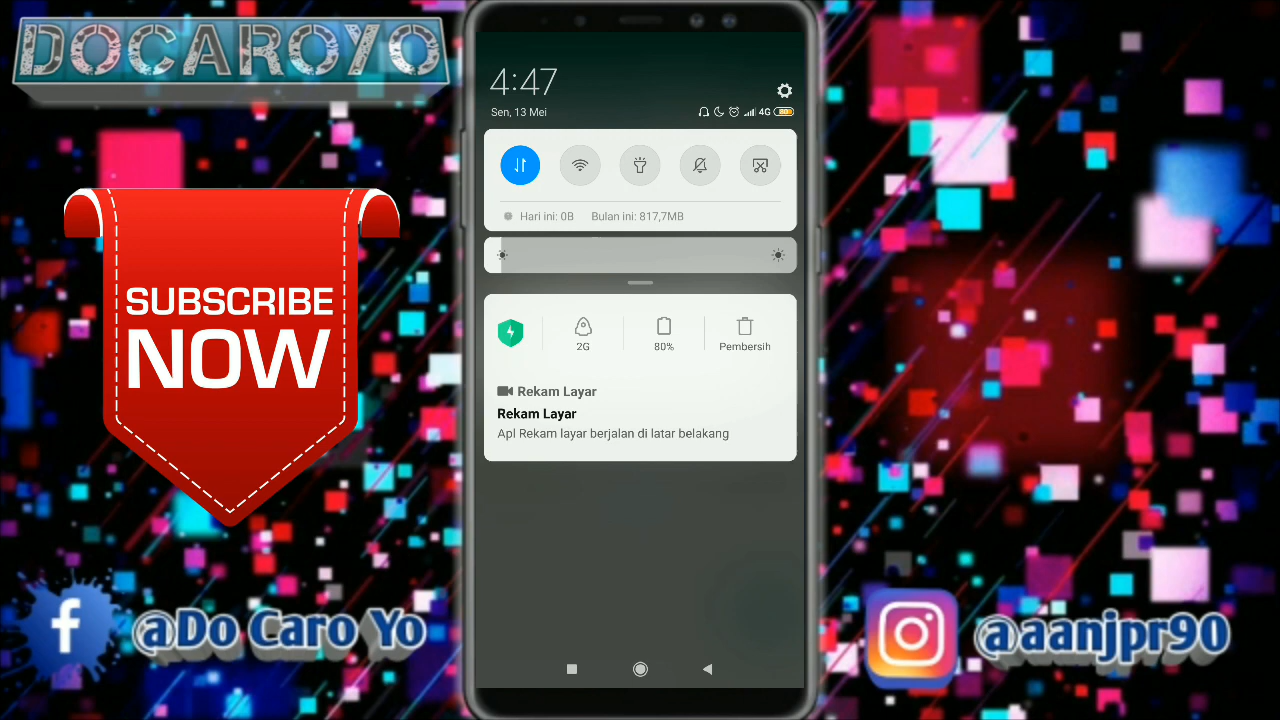 DOCAROYO
SUBSCRIBE
NOW
@Do Caro Yo
4:47
Sen, 13 Mei
4G 80
Hari ini: 0B Bulan ini: 817,7MB
2G 80% Pembersih
Rekam Layar
Rekam Layar
Apl Rekam layar berjalan di latar belakang
@aanjpr90